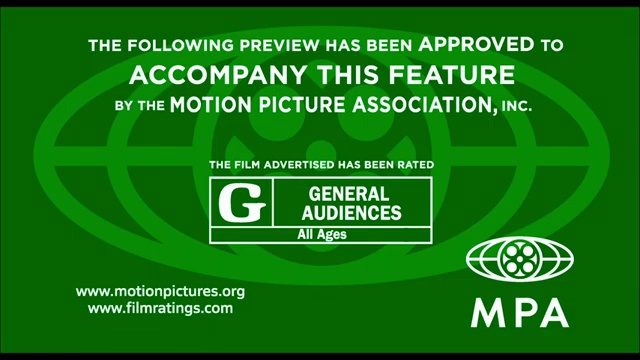 THE FOLLOWING PREVIEW HAS BEEN APPROVED TO
ACCOMPANY THIS FEATURE
BY THE MOTION PICTURE ASSOCIATION, INC.
THE FILM ADVERTISED HAS BEEN RATED
G GENERAL AUDIENCES
All Ages
www.motionpictures.org
www.filmratings.com
MPA